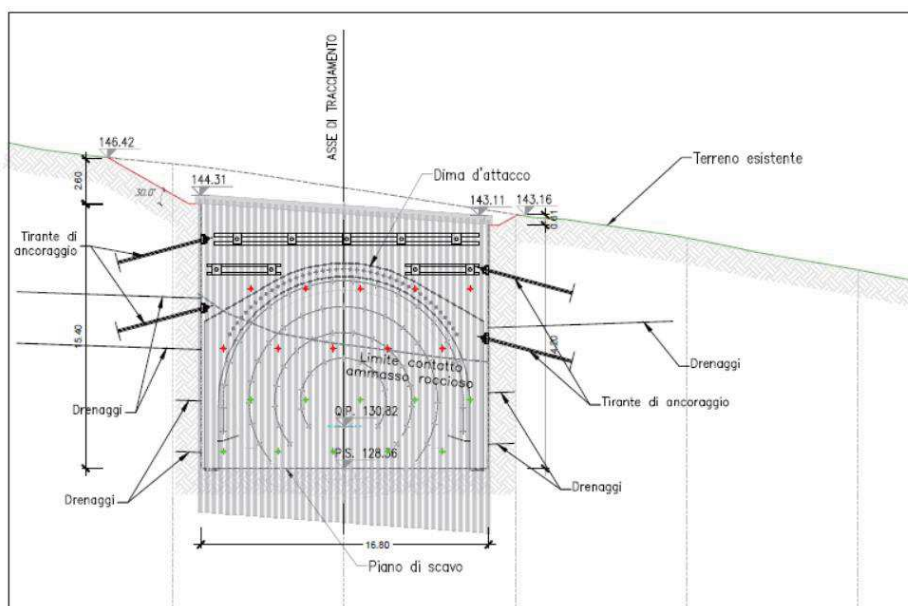 ASSE DI TRACCIAMENTO
146.42
144.31
Dima d'attacco
Terreno esistente
2.60
30.0°
143.11
143.16
Tirante di
ancoraggio
15.40
Limite contatto
ammasso roccioso
Drenaggi
Drenaggi
Tirante di ancoraggio
Q.P. 130.82
P.S. 128.36
Drenaggi
Drenaggi
16.80
Piano di scavo